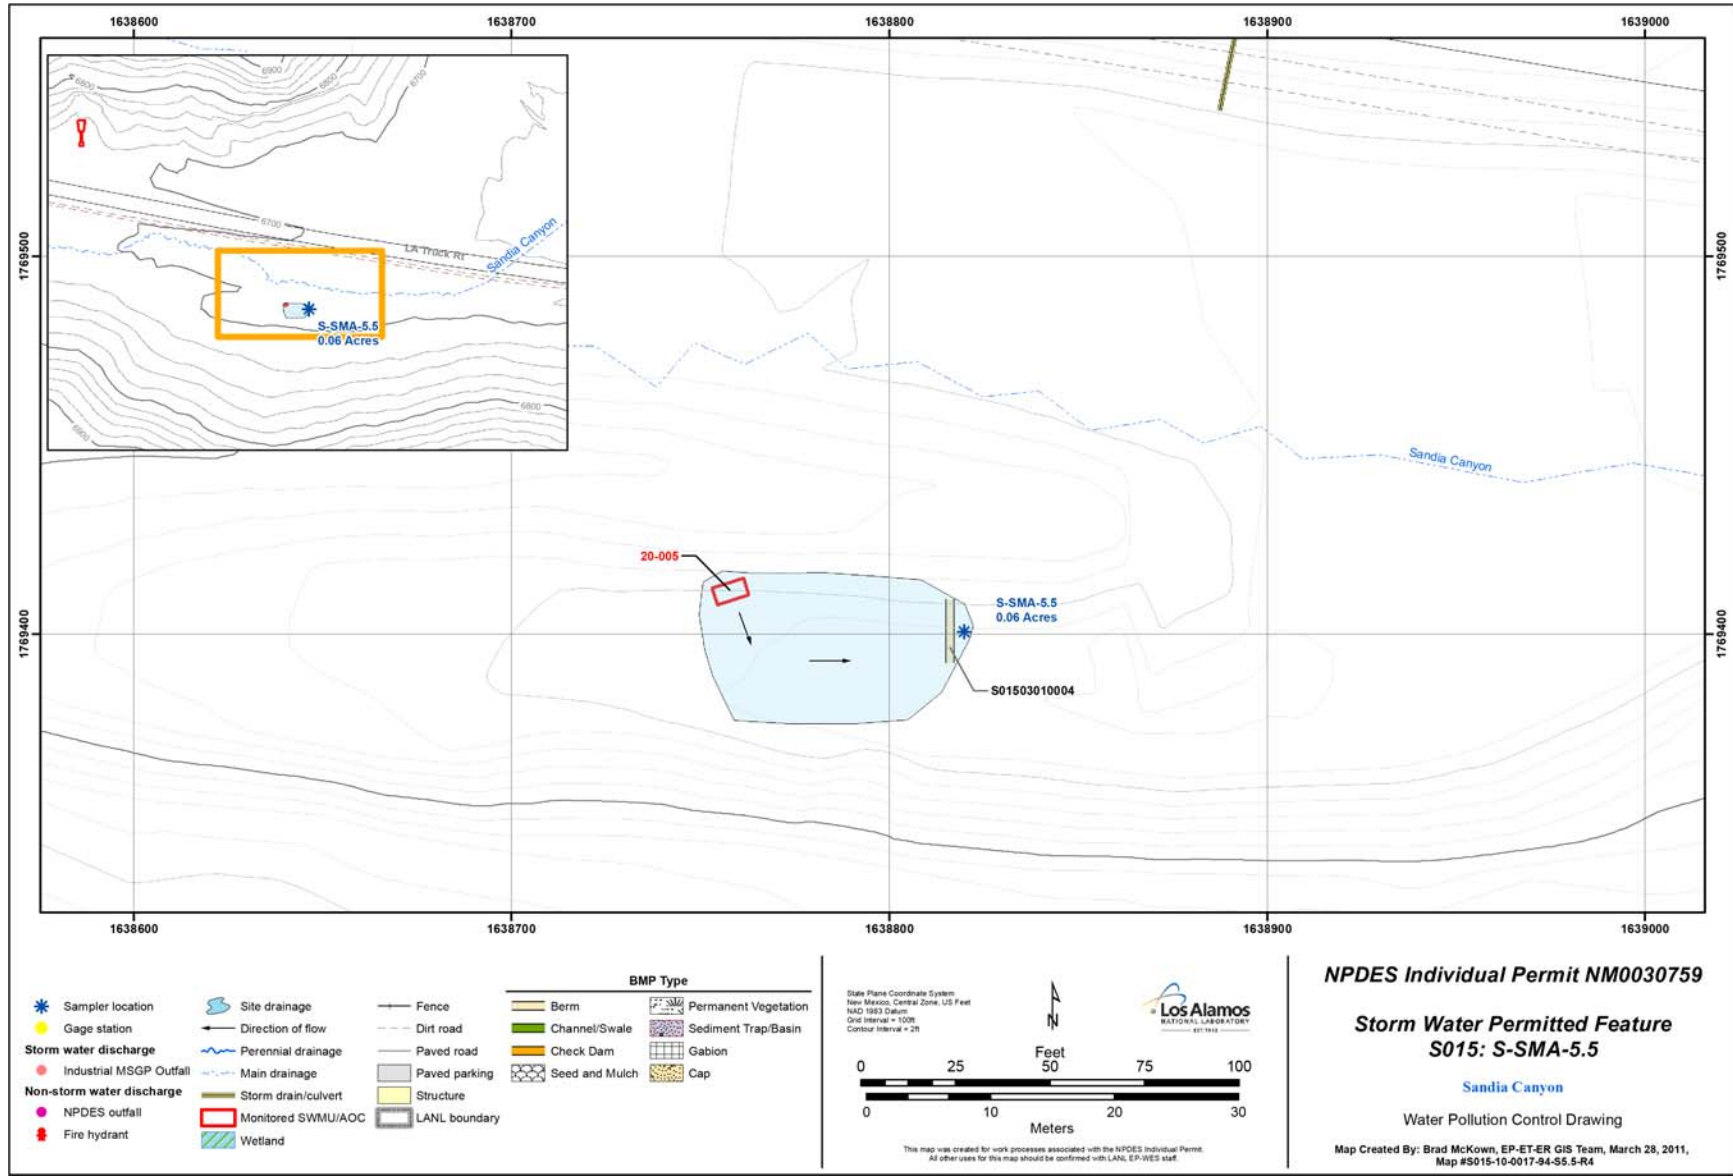 1638600
1638700
1638800
1638900
1639000
6900
6800
6800
6700
6700
LA Truck Rt
Sandia Canyon
S-SMA-5.5
0.06 Acres
6800
6900
1769500
1769500
Sandia Canyon
20-005
S-SMA-5.5
0.06 Acres
S01503010004
1769400
1769400
1638600
1638700
1638800
1638900
1639000
Sampler location
Gage station
Storm water discharge
Industrial MSGP Outfall
Non-storm water discharge
NPDES outfall
Fire hydrant
Site drainage
Direction of flow
Perennial drainage
Main drainage
Storm drain/culvert
Monitored SWMU/AOC
Wetland
Fence
Dirt road
Paved road
Paved parking
Structure
LANL boundary
BMP Type
Berm
Channel/Swale
Check Dam
Seed and Mulch
Permanent Vegetation
Sediment Trap/Basin
Gabion
Cap
State Plane Coordinate System
New Mexico, Central Zone, US Feet
NAD 1983 Datum
Grid Interval = 100ft
Contour Interval = 2ft
N
Los Alamos
NATIONAL LABORATORY
EST 1943
Feet
0 25 50 75 100
0 10 20 30
Meters
This map was created for work processes associated with the NPDES Individual Permit.
All other uses for this map should be confirmed with LANL EP-WES staff.
NPDES Individual Permit NM0030759
Storm Water Permitted Feature
S015: S-SMA-5.5
Sandia Canyon
Water Pollution Control Drawing
Map Created By: Brad McKown, EP-ET-ER GIS Team, March 28, 2011,
Map #S015-10-0017-94-S5.5-R4